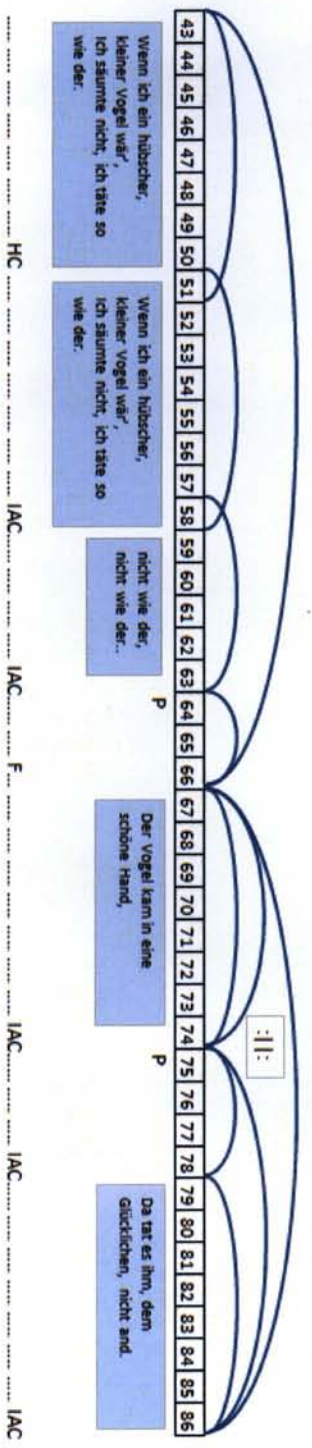 :||:
43 44 45 46 47 48 49 50 51 52 53 54 55 56 57 58 59 60 61 62 63 64 65 66 67 68 69 70 71 72 73 74 75 76 77 78 79 80 81 82 83 84 85 86
P P
Wenn ich ein hübscher,
kleiner Vogel wär',
Ich säumte nicht, ich täte so
wie der.
Wenn ich ein hübscher,
kleiner Vogel wär',
Ich säumte nicht, ich täte so
wie der.
nicht wie der,
nicht wie der...
Der Vogel kam in eine
schöne Hand,
Da tat es ihm, dem
Glücklichen, nicht and.
...... ...... ...... ...... ...... ...... HC ...... ...... ...... ...... ...... ...... IAC...... ...... ...... ...... IAC...... ...... F... ...... ...... ...... ...... ...... ...... IAC...... ...... ...... IAC...... ...... ...... ...... ...... ...... ...... IAC